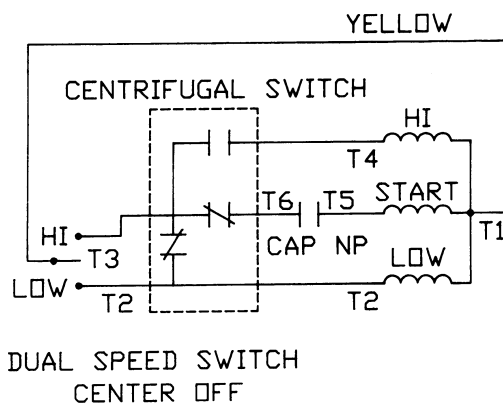 YELLOW
CENTRIFUGAL SWITCH
HI
T4
T6
T5
START
T1
HI
CAP NP
T3
LOW
LOW
T2
T2
DUAL SPEED SWITCH
CENTER OFF